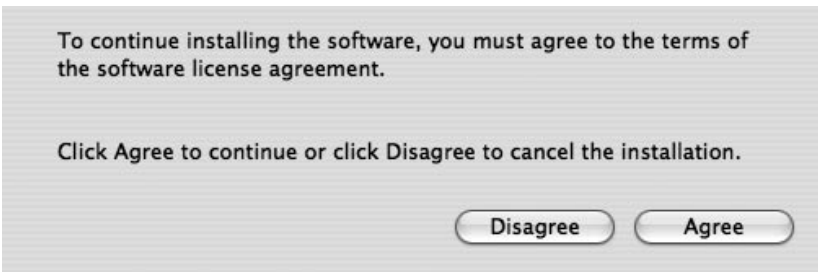 To continue installing the software, you must agree to the terms of
the software license agreement.
Click Agree to continue or click Disagree to cancel the installation.
Disagree Agree